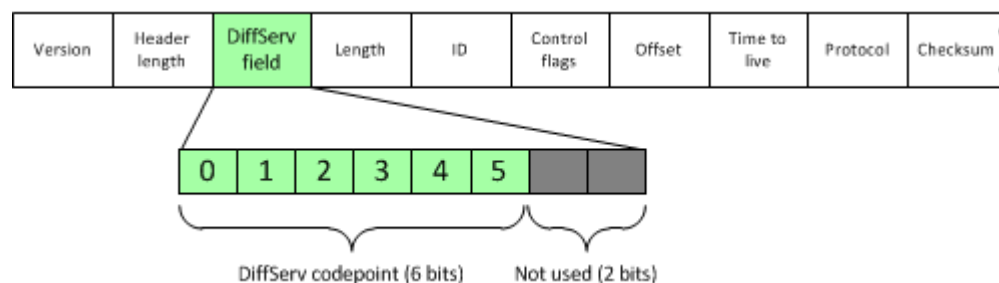 Version
Header
length
DiffServ
field
Length
ID
Control
flags
Offset
Time to
live
Protocol
Checksum
0 1 2 3 4 5
DiffServ codepoint (6 bits)
Not used (2 bits)